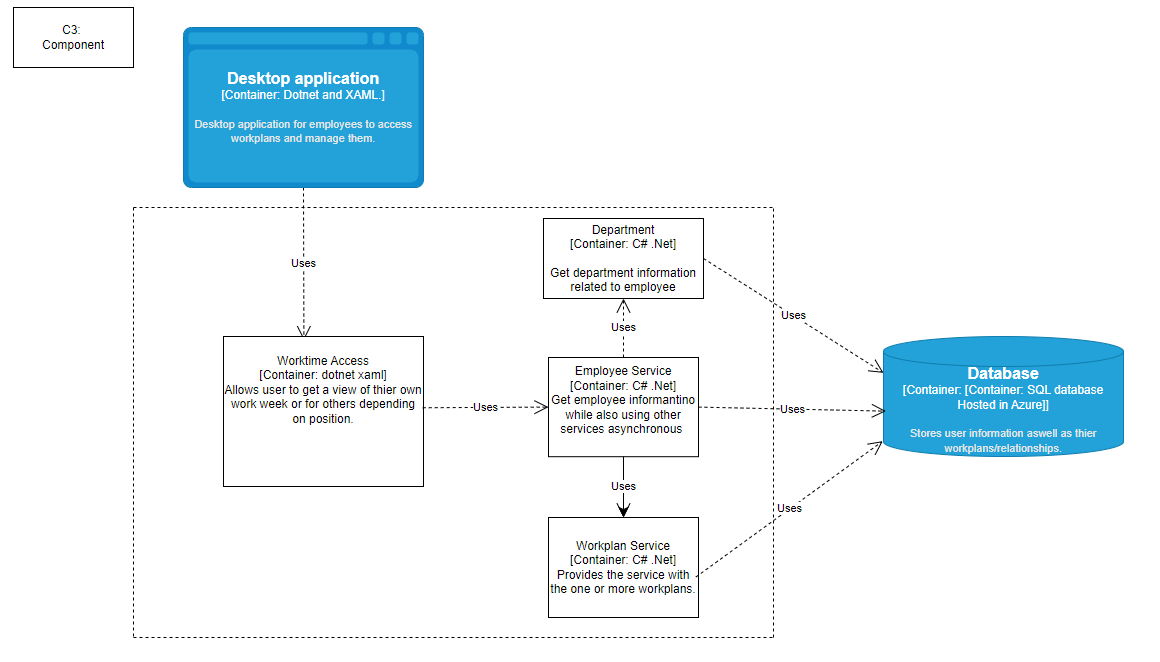 C3:
Component
Desktop application
[Container: Dotnet and XAML.]
Desktop application for employees to access
workplans and manage them.
Uses
Department
[Container: C# .Net]
Get department information
related to employee
Uses
Uses
Worktime Access
[Container: dotnet xaml]
Allows user to get a view of thier own
work week or for others depending
on position.
Uses
Employee Service
[Container: C# .Net]
Get employee informantino
while also using other
services asynchronous
Uses
Database
[Container: [Container: SQL database
Hosted in Azure]]
Stores user information aswell as thier
workplans/relationships.
Uses
Uses
Workplan Service
[Container: C# .Net]
Provides the service with
the one or more workplans.